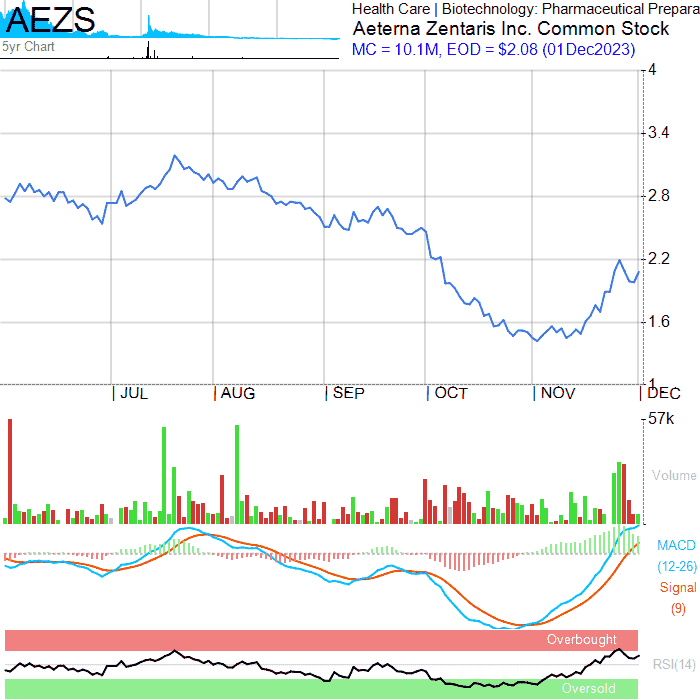 AEZS
5yr Chart
Health Care | Biotechnology: Pharmaceutical Prepara
Aeterna Zentaris Inc. Common Stock
MC = 10.1M, EOD = $2.08 (01Dec2023)
4
3.4
2.8
2.2
1.6
1
JUL AUG SEP OCT NOV DEC
57k
Volume
MACD
(12-26)
Signal
(9)
Overbought
RSI(14)
Oversold